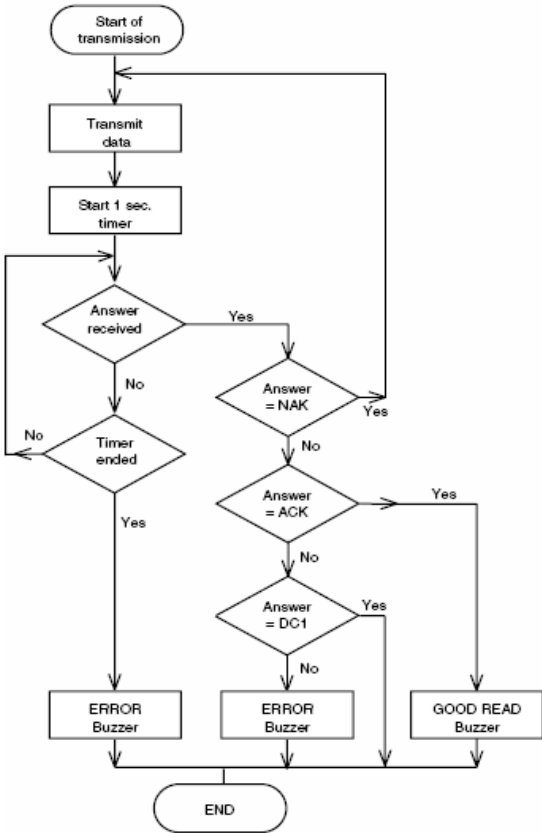 Start of
transmission
Transmit
data
Start 1 sec.
timer
Answer
received
Yes
No
Answer
= NAK
Yes
No
No
Timer
ended
Yes
Answer
= ACK
Yes
No
Answer
= DC1
Yes
No
ERROR
Buzzer
ERROR
Buzzer
GOOD READ
Buzzer
END